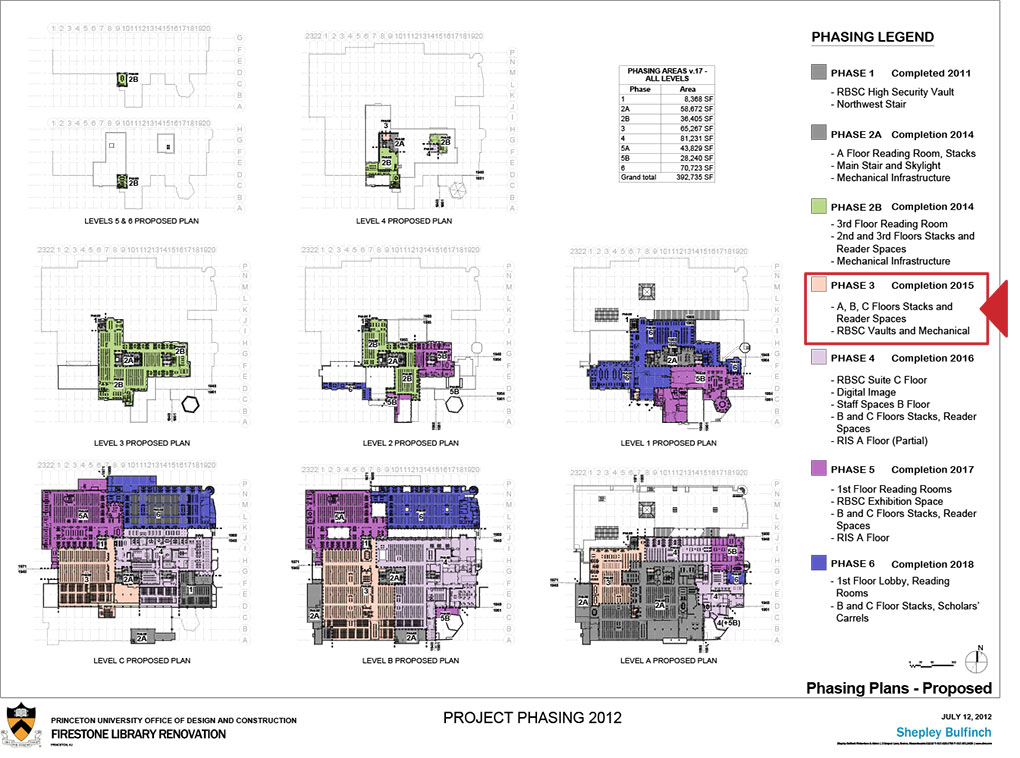 PHASING LEGEND
PHASE 1 Completed 2011
- RBSC High Security Vault
- Northwest Stair
PHASE 2A Completion 2014
- A Floor Reading Room, Stacks
- Main Stair and Skylight
- Mechanical Infrastructure
PHASE 2B Completion 2014
- 3rd Floor Reading Room
- 2nd and 3rd Floors Stacks and
Reader Spaces
- Mechanical Infrastructure
PHASE 3 Completion 2015
- A, B, C Floors Stacks and
Reader Spaces
- RBSC Vaults and Mechanical
PHASE 4 Completion 2016
- RBSC Suite C Floor
- Digital Image
- Staff Spaces B Floor
- B and C Floors Stacks, Reader
Spaces
- RIS A Floor (Partial)
PHASE 5 Completion 2017
- 1st Floor Reading Rooms
- RBSC Exhibition Space
- B and C Floors Stacks, Reader
Spaces
- RIS A Floor
PHASE 6 Completion 2018
- 1st Floor Lobby, Reading
Rooms
- B and C Floor Stacks, Scholars'
Carrels
PHASING AREAS v.17 -
ALL LEVELS
Phase Area
1 8,368 SF
2A 58,672 SF
2B 36,405 SF
3 65,267 SF
4 81,231 SF
5A 43,829 SF
5B 28,240 SF
6 70,723 SF
Grand total 392,735 SF
LEVELS 5 & 6 PROPOSED PLAN
LEVEL 4 PROPOSED PLAN
LEVEL 3 PROPOSED PLAN
LEVEL 2 PROPOSED PLAN
LEVEL 1 PROPOSED PLAN
LEVEL C PROPOSED PLAN
LEVEL B PROPOSED PLAN
LEVEL A PROPOSED PLAN
N
Phasing Plans - Proposed
PRINCETON UNIVERSITY OFFICE OF DESIGN AND CONSTRUCTION
FIRESTONE LIBRARY RENOVATION
PRINCETON, NJ
PROJECT PHASING 2012
JULY 12, 2012
Shepley Bulfinch